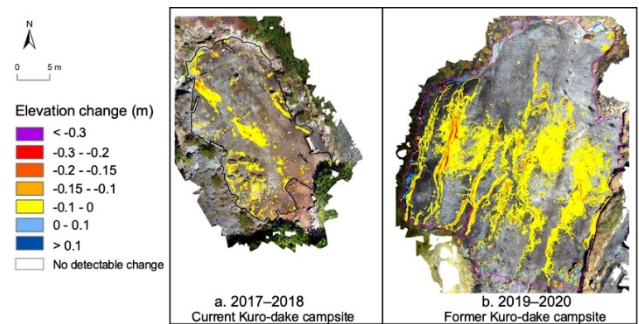 N
0 5 m
Elevation change (m)
< -0.3
-0.3 - -0.2
-0.2 - -0.15
-0.15 - -0.1
-0.1 - 0
0 - 0.1
> 0.1
No detectable change
a. 2017–2018
Current Kuro-dake campsite
b. 2019–2020
Former Kuro-dake campsite